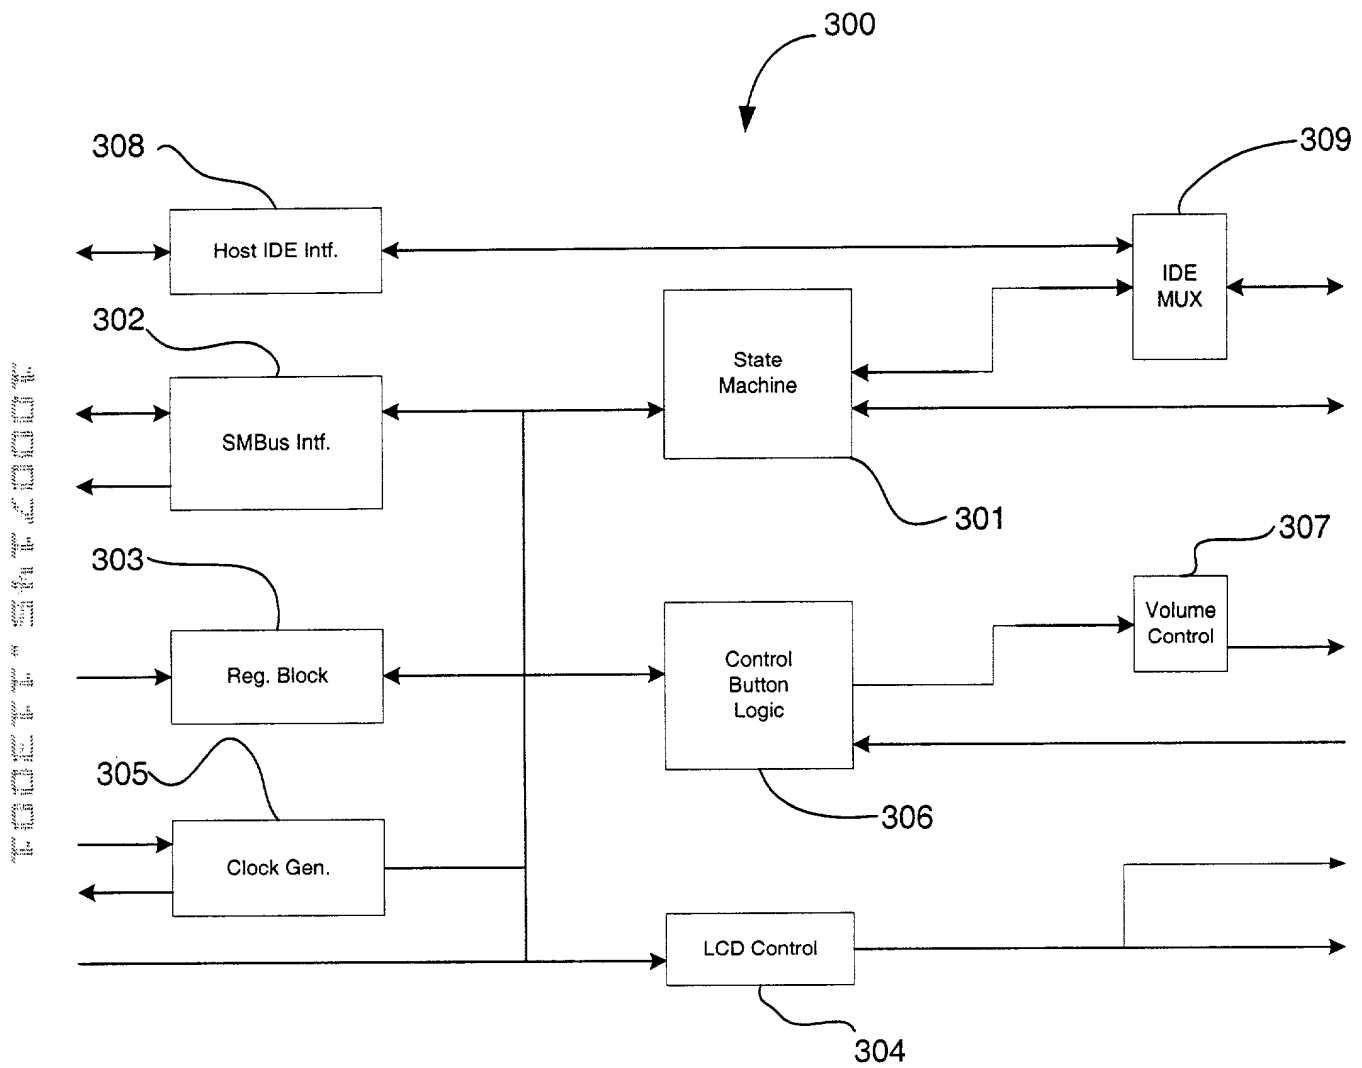 300
308
309
Host IDE Intf.
IDE
MUX
302
State
Machine
SMBus Intf.
301
307
303
Volume
Control
Control
Button
Logic
Reg. Block
305
306
Clock Gen.
LCD Control
304